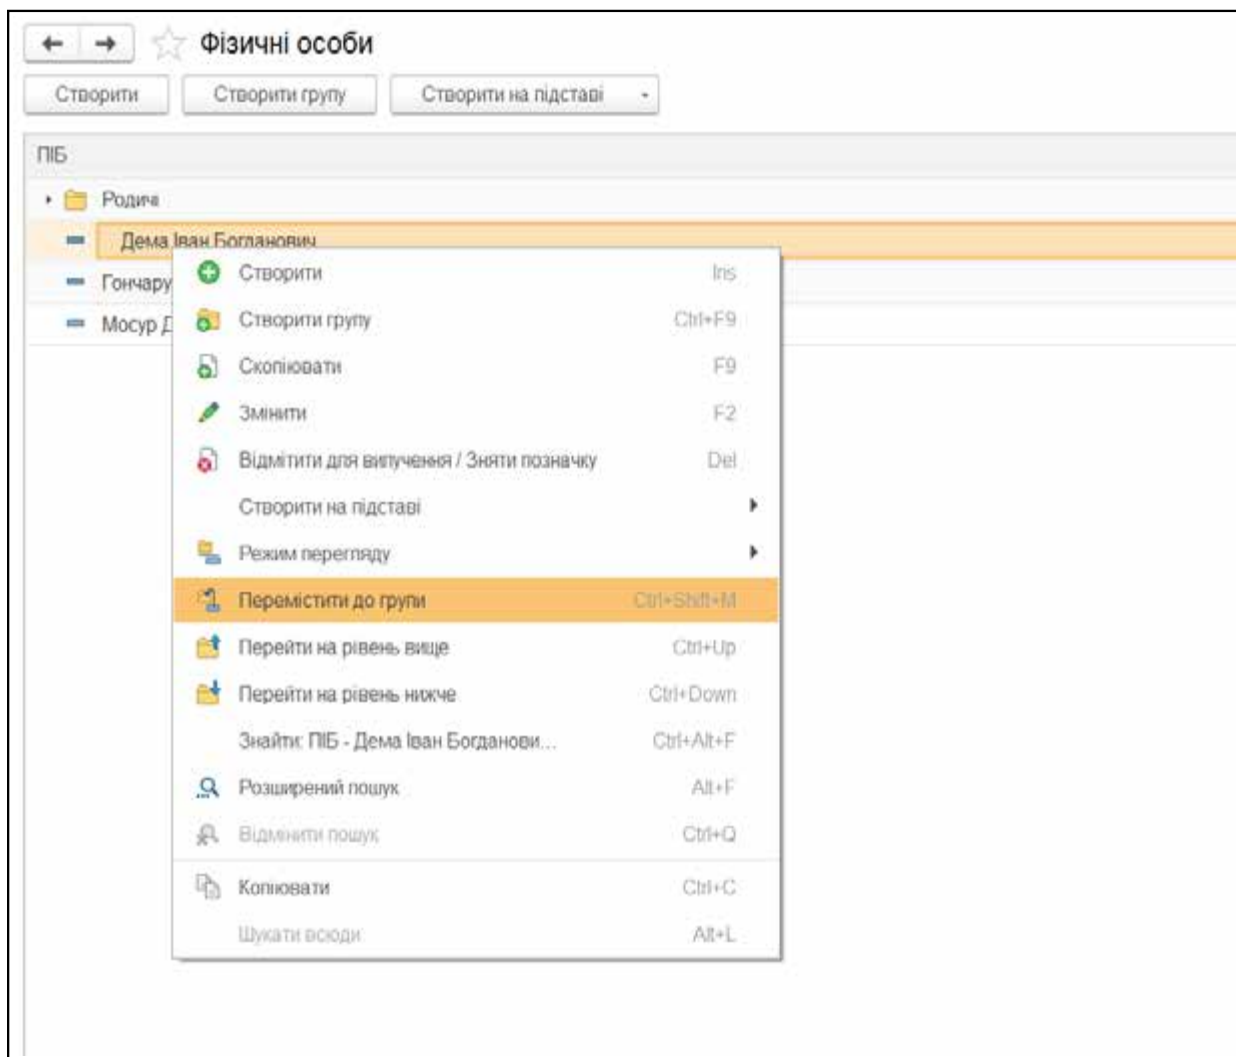 Фізичні особи
Створити Створити групу Створити на підставі
ПІБ
Родичі
Дема Іван Богданович
Гончару
Мосур Д
Створити Ins
Створити групу Ctrl+F9
Скопіювати F9
Змінити F2
Відмітити для вилучення / Зняти позначку Del
Створити на підставі
Режим перегляду
Перемістити до групи Ctrl+Shift+M
Перейти на рівень вище Ctrl+Up
Перейти на рівень нижче Ctrl+Down
Знайти: ПІБ - Дема Іван Богданови... Ctrl+Alt+F
Розширений пошук Alt+F
Відмінити пошук Ctrl+Q
Копіювати Ctrl+C
Шукати всюди Alt+L